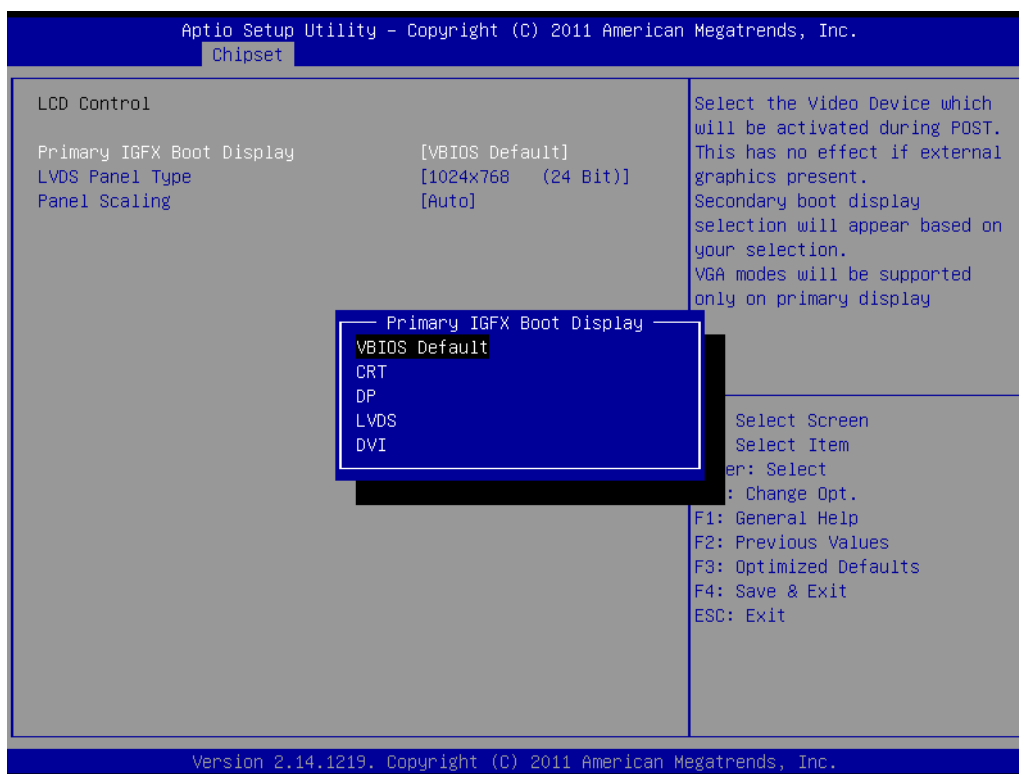 Aptio Setup Utility – Copyright (C) 2011 American Megatrends, Inc.
Chipset
LCD Control
Primary IGFX Boot Display [VBIOS Default]
LVDS Panel Type [1024x768 (24 Bit)]
Panel Scaling [Auto]
Select the Video Device which
will be activated during POST.
This has no effect if external
graphics present.
Secondary boot display
selection will appear based on
your selection.
VGA modes will be supported
only on primary display
Primary IGFX Boot Display
VBIOS Default
CRT
DP
LVDS
DVI
Select Screen
Select Item
er: Select
: Change Opt.
F1: General Help
F2: Previous Values
F3: Optimized Defaults
F4: Save & Exit
ESC: Exit
Version 2.14.1219. Copyright (C) 2011 American Megatrends, Inc.